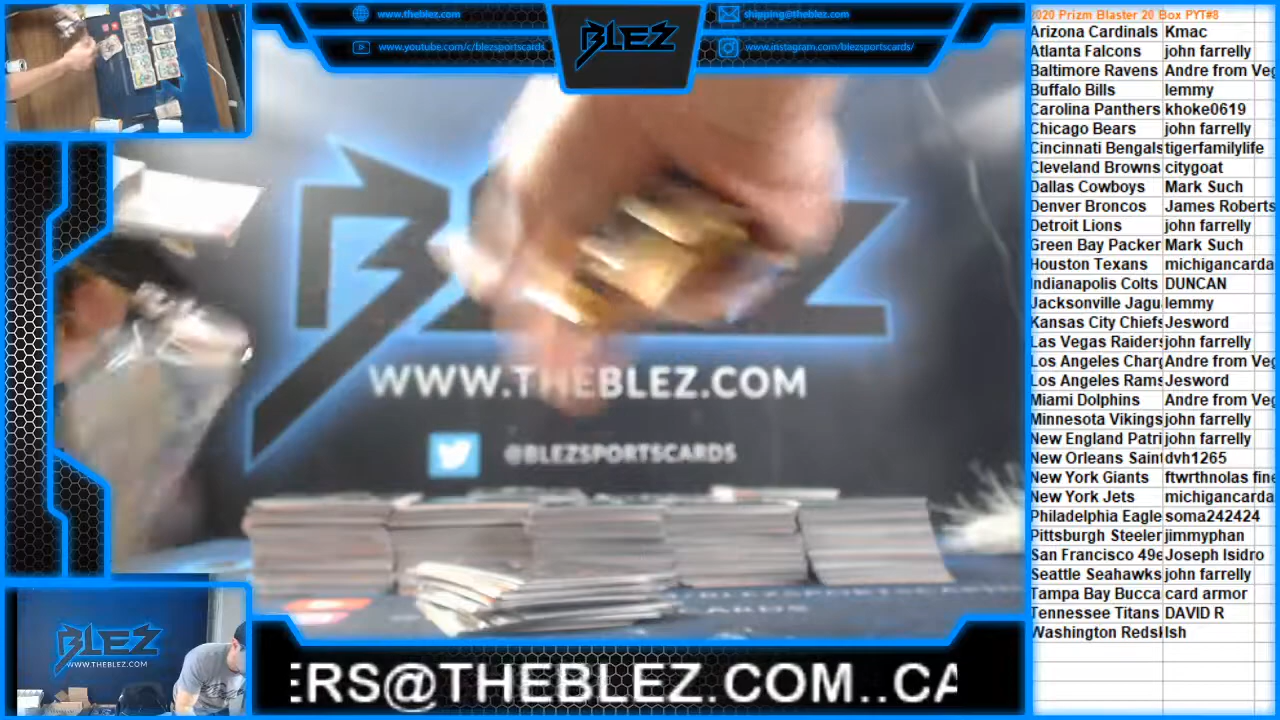 www.theblez.com
shipping@theblez.com
www.youtube.com/c/blezsportscards
www.instagram.com/blezsportscards/
BLEZ
BLEZ
WWW.THEBLEZ.COM
@BLEZSPORTSCARDS
BLEZ
WWW.THEBLEZ.COM
ERS@THEBLEZ.COM..CA
2020 Prizm Blaster 20 Box PYT#8
Arizona Cardinals Kmac
Atlanta Falcons john farrelly
Baltimore Ravens Andre from Veg
Buffalo Bills lemmy
Carolina Panthers khoke0619
Chicago Bears john farrelly
Cincinnati Bengals tigerfamilylife
Cleveland Browns citygoat
Dallas Cowboys Mark Such
Denver Broncos James Roberts
Detroit Lions john farrelly
Green Bay Packer Mark Such
Houston Texans michigancarda
Indianapolis Colts DUNCAN
Jacksonville Jagu lemmy
Kansas City Chiefs Jesword
Las Vegas Raiders john farrelly
Los Angeles Charg Andre from Veg
Los Angeles Rams Jesword
Miami Dolphins Andre from Veg
Minnesota Vikings john farrelly
New England Patri john farrelly
New Orleans Saint dvh1265
New York Giants ftwrthnolas fine
New York Jets michigancarda
Philadelphia Eagle soma242424
Pittsburgh Steeler jimmyphan
San Francisco 49e Joseph Isidro
Seattle Seahawks john farrelly
Tampa Bay Bucca card armor
Tennessee Titans DAVID R
Washington Redsk lsh